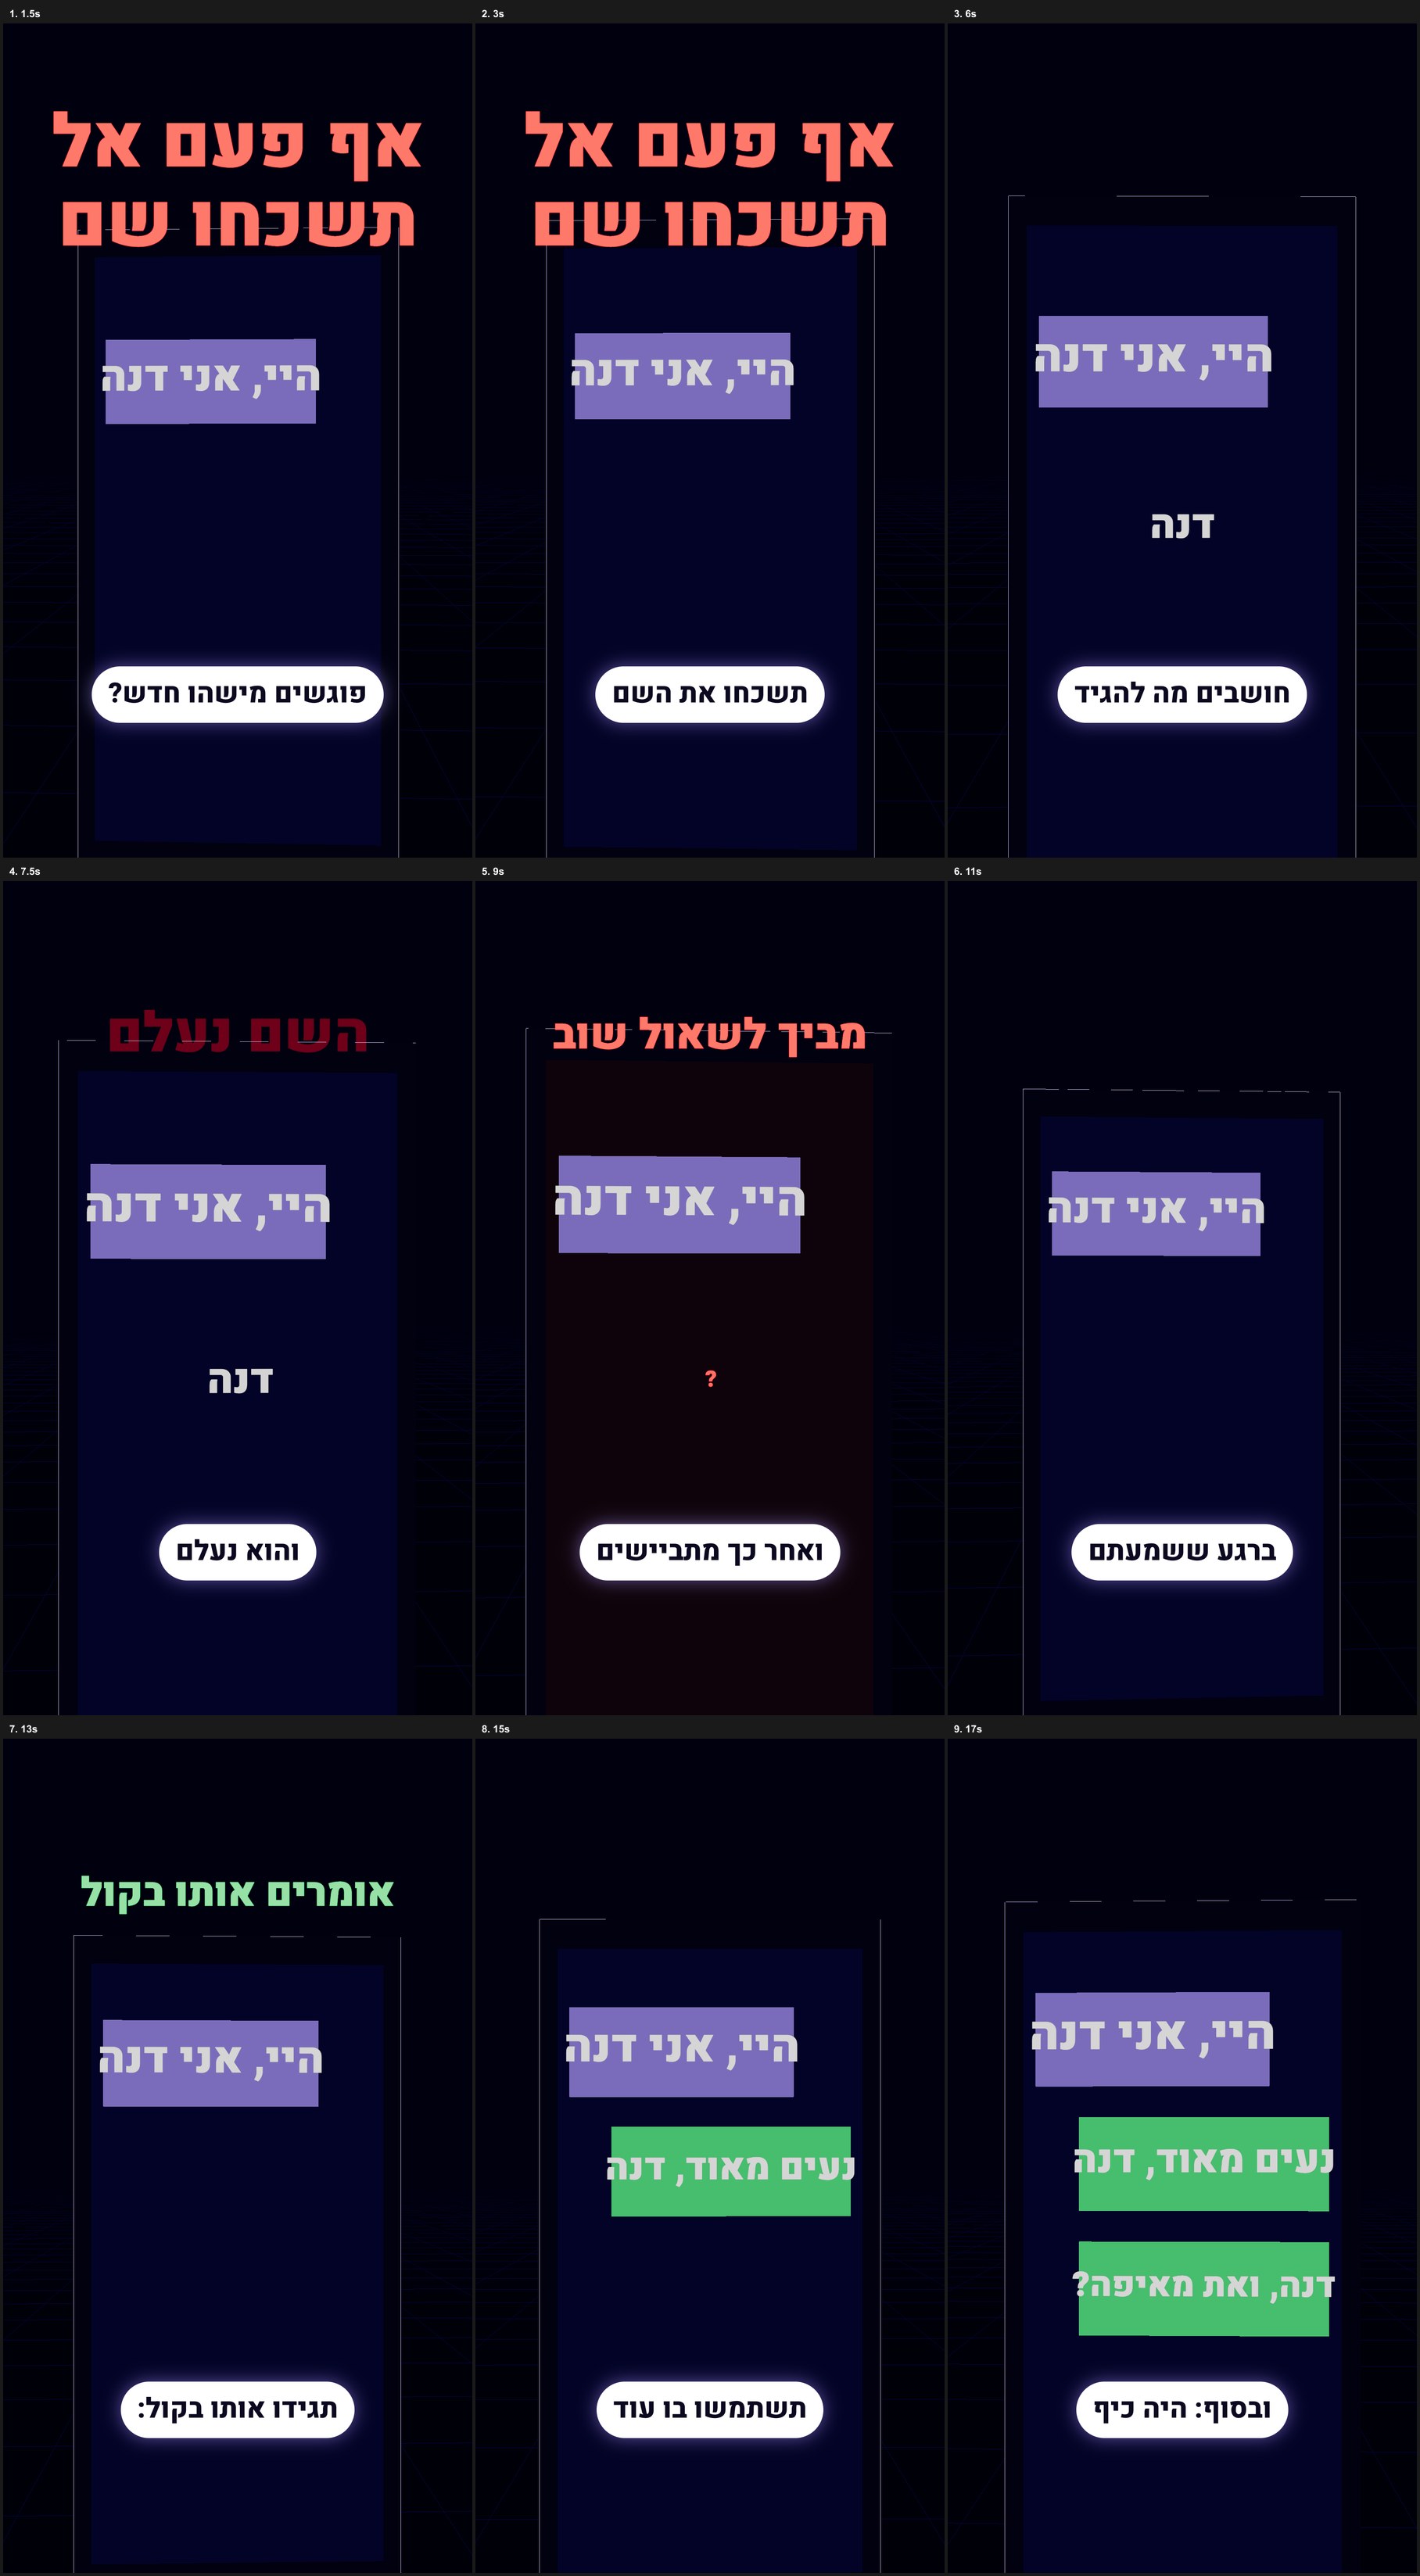 1. 1.5s
אף פעם אל
תשכחו שם
היי, אני דנה
פוגשים מישהו חדש?
2. 3s
אף פעם אל
תשכחו שם
היי, אני דנה
תשכחו את השם
3. 6s
היי, אני דנה
דנה
חושבים מה להגיד
4. 7.5s
השם נעלם
היי, אני דנה
דנה
והוא נעלם
5. 9s
מביך לשאול שוב
היי, אני דנה
?
ואחר כך מתביישים
6. 11s
היי, אני דנה
ברגע ששמעתם
7. 13s
אומרים אותו בקול
היי, אני דנה
תגידו אותו בקול:
8. 15s
היי, אני דנה
נעים מאוד, דנה
תשתמשו בו עוד
9. 17s
היי, אני דנה
נעים מאוד, דנה
דנה, ואת מאיפה?
ובסוף: היה כיף